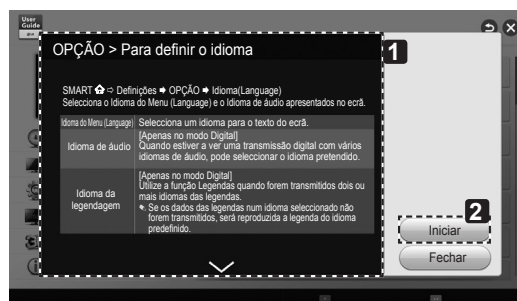 User
Guide
OPÇÃO > Para definir o idioma
1
SMART ⇨ Definições ➡ OPÇÃO ➡ Idioma(Language)
Selecciona o Idioma do Menu (Language) e o Idioma de áudio apresentados no ecrã.
Idioma do Menu (Language) Selecciona um idioma para o texto do ecrã.
Idioma de áudio
[Apenas no modo Digital]
Quando estiver a ver uma transmissão digital com vários
idiomas de áudio, pode seleccionar o idioma pretendido.
Idioma da
legendagem
[Apenas no modo Digital]
Utilize a função Legendas quando forem transmitidos dois ou
mais idiomas das legendas.
Se os dados das legendas num idioma seleccionado não
forem transmitidos, será reproduzida a legenda do idioma
predefinido.
2
Iniciar
Fechar